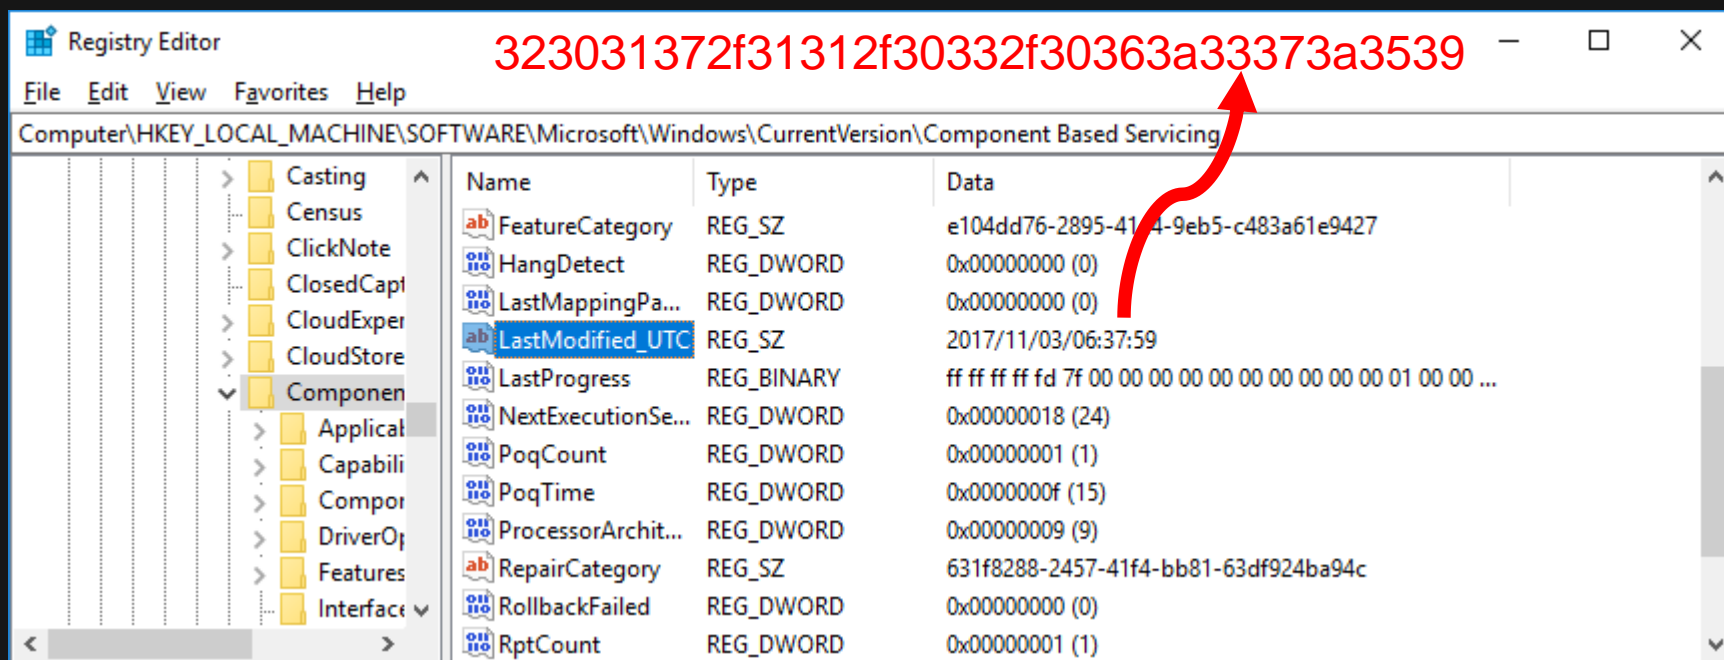 Registry Editor
323031372f31312f30332f30363a33373a3539
File Edit View Favorites Help
Computer\HKEY_LOCAL_MACHINE\SOFTWARE\Microsoft\Windows\CurrentVersion\Component Based Servicing
Casting
Census
ClickNote
ClosedCapt
CloudExper
CloudStore
Componen
Applical
Capabili
Compor
DriverOp
Features
Interface
Name Type Data
FeatureCategory REG_SZ e104dd76-2895-41 4-9eb5-c483a61e9427
HangDetect REG_DWORD 0x00000000 (0)
LastMappingPa... REG_DWORD 0x00000000 (0)
LastModified_UTC REG_SZ 2017/11/03/06:37:59
LastProgress REG_BINARY ff ff ff ff fd 7f 00 00 00 00 00 00 00 00 00 00 01 00 00 ...
NextExecutionSe... REG_DWORD 0x00000018 (24)
PoqCount REG_DWORD 0x00000001 (1)
PoqTime REG_DWORD 0x0000000f (15)
ProcessorArchit... REG_DWORD 0x00000009 (9)
RepairCategory REG_SZ 631f8288-2457-41f4-bb81-63df924ba94c
RollbackFailed REG_DWORD 0x00000000 (0)
RptCount REG_DWORD 0x00000001 (1)